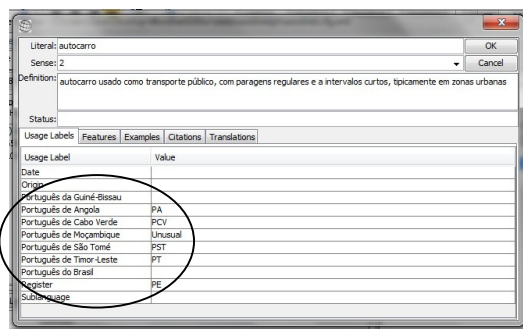 Literal: autocarro OK
Sense: 2 Cancel
Definition: autocarro usado como transporte público, com paragens regulares e a intervalos curtos, tipicamente em zonas urbanas
Status:
Usage Labels Features Examples Citations Translations
Usage Label Value
Date
Origin
Português da Guiné-Bissau
Português de Angola PA
Português de Cabo Verde PCV
Português de Moçambique Unusual
Português de São Tomé PST
Português de Timor-Leste PT
Português do Brasil
Register PE
Sublanguage